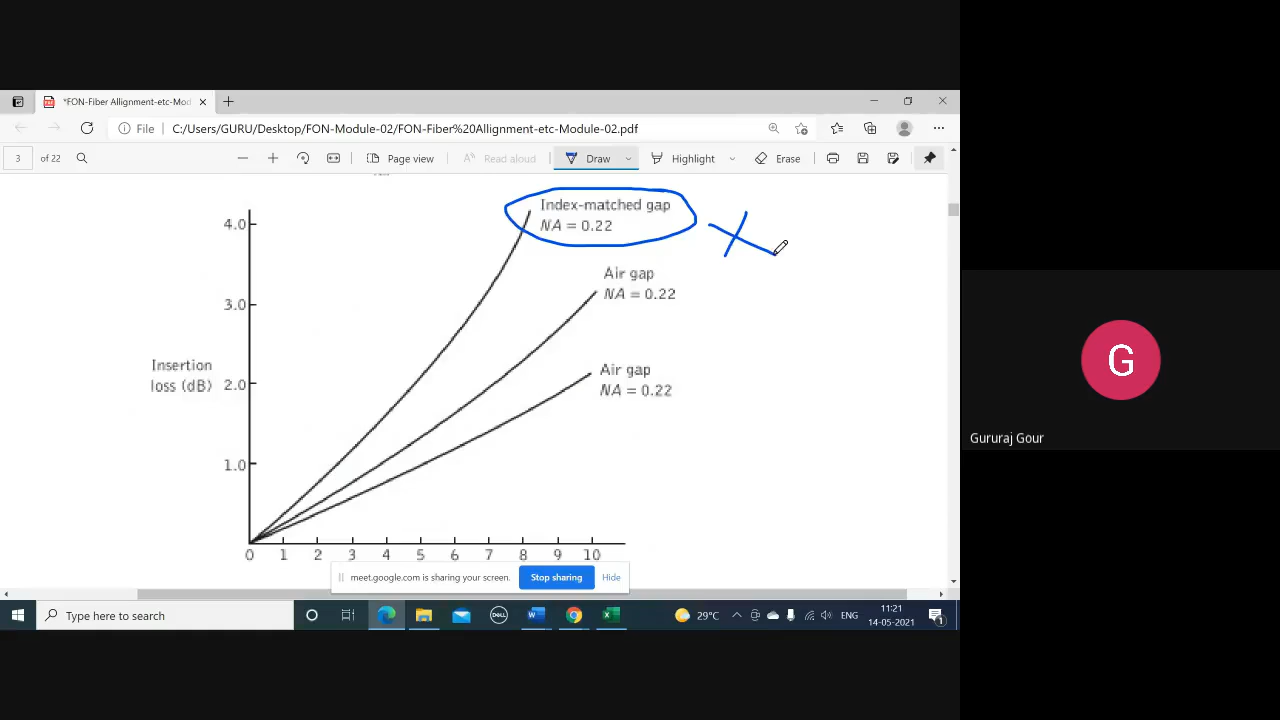 *FON-Fiber Allignment-etc-Mod
File
C:/Users/GURU/Desktop/FON-Module-02/FON-Fiber%20Allignment-etc-Module-02.pdf
3 of 22
Page view
Read aloud
Draw
Highlight
Erase
Index-matched gap
NA = 0.22
Air gap
NA = 0.22
Air gap
NA = 0.22
Insertion
loss (dB)
4.0
3.0
2.0
1.0
0 1 2 3 4 5 6 7 8 9 10
meet.google.com is sharing your screen.
Stop sharing
Hide
G
Gururaj Gour
Type here to search
DELL
29°C
ENG
11:21
14-05-2021
1